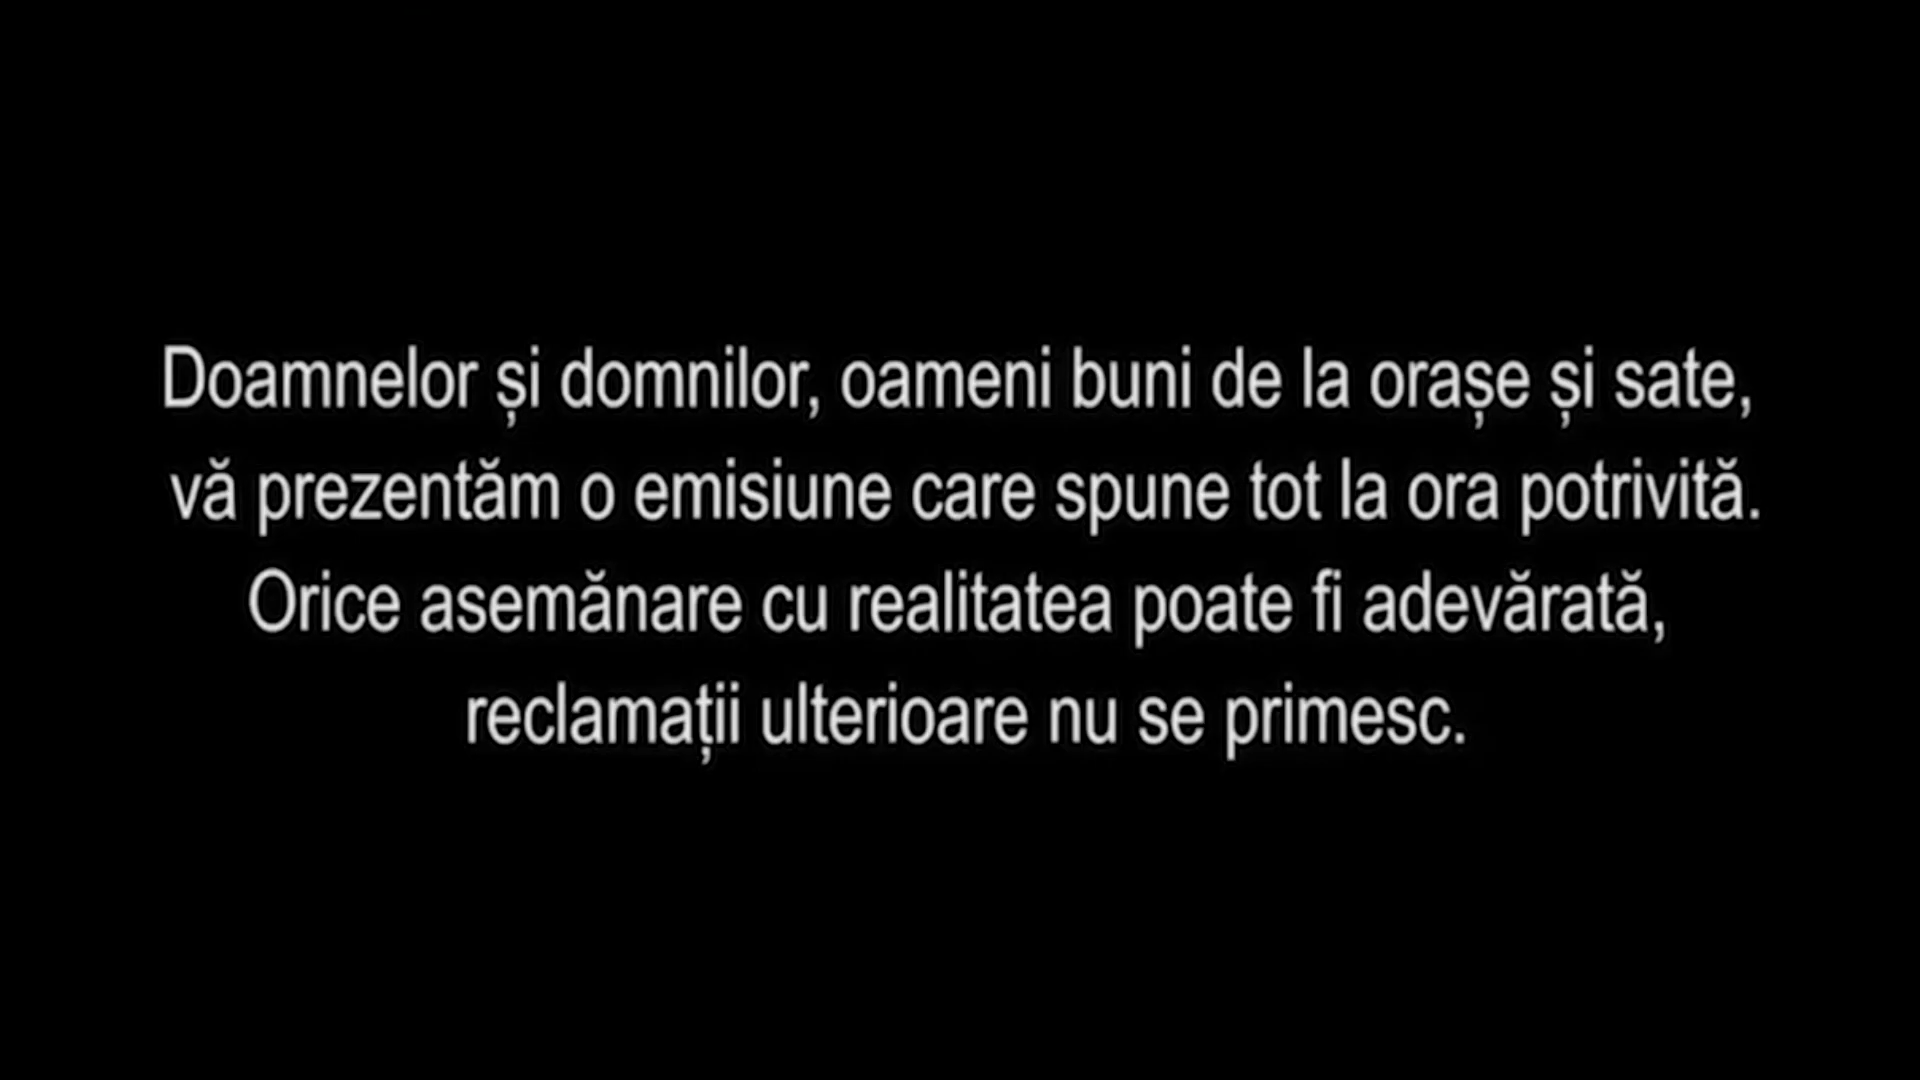 Doamnelor și domnilor, oameni buni de la orașe și sate,
vă prezentăm o emisiune care spune tot la ora potrivită.
Orice asemănare cu realitatea poate fi adevărată,
reclamații ulterioare nu se primesc.